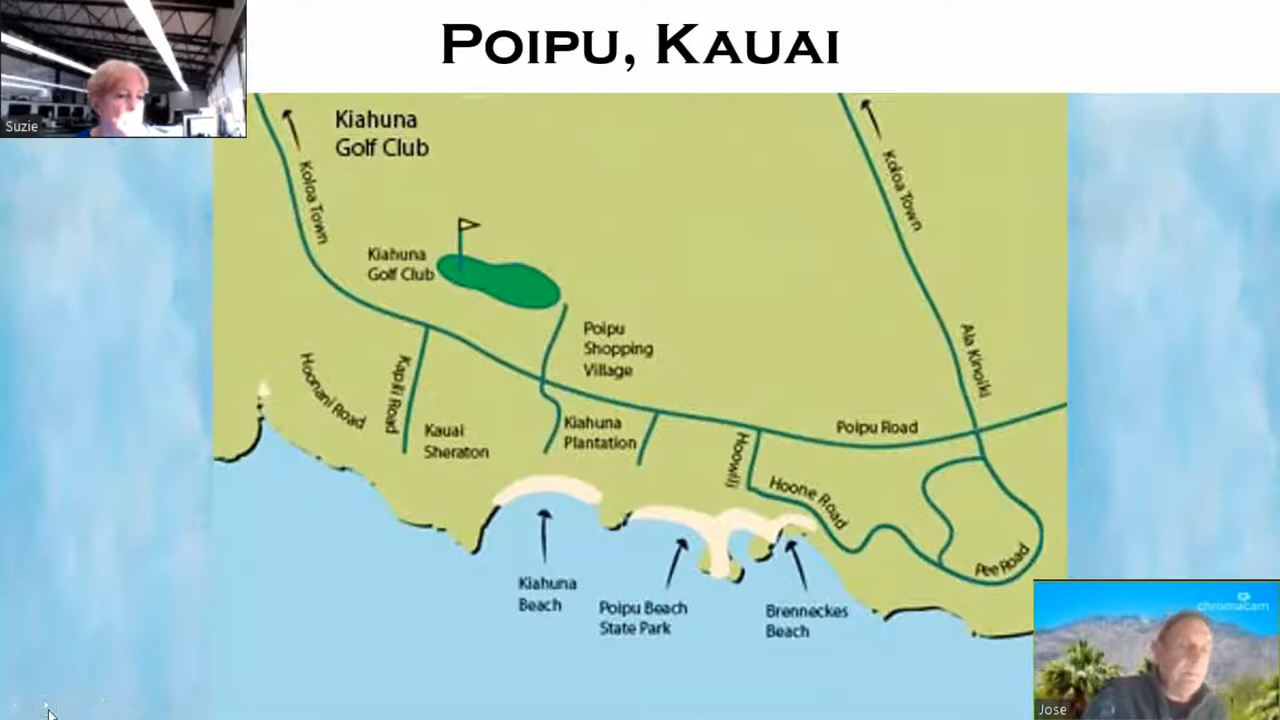 POIPU, KAUAI
Suzie
Kiahuna
Golf Club
Koloa Town
Koloa Town
Kiahuna
Golf Club
Poipu
Shopping
Village
Ala Kinoiki
Hoonani Road
Kapili Road
Kauai
Sheraton
Kiahuna
Plantation
Poipu Road
Hoowili
Hoone Road
Pee Road
Kiahuna
Beach
Poipu Beach
State Park
Brenneckes
Beach
chromacam
Jose